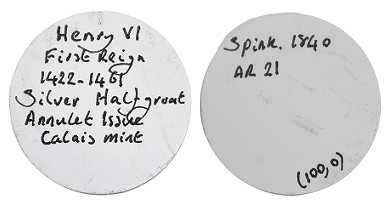 Henry VI
First Reign
1422-1461
Silver Halfgroat
Annulet Issue
Calais mint
Spink. 1840
AR 21
(100,0)